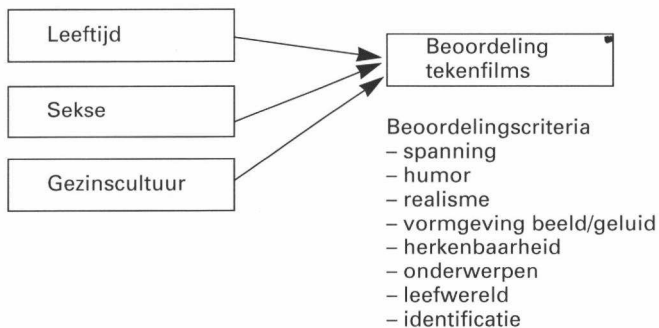 Leeftijd
Sekse
Gezinscultuur
Beoordeling
tekenfilms
Beoordelingscriteria
– spanning
– humor
– realisme
– vormgeving beeld/geluid
– herkenbaarheid
– onderwerpen
– leefwereld
– identificatie